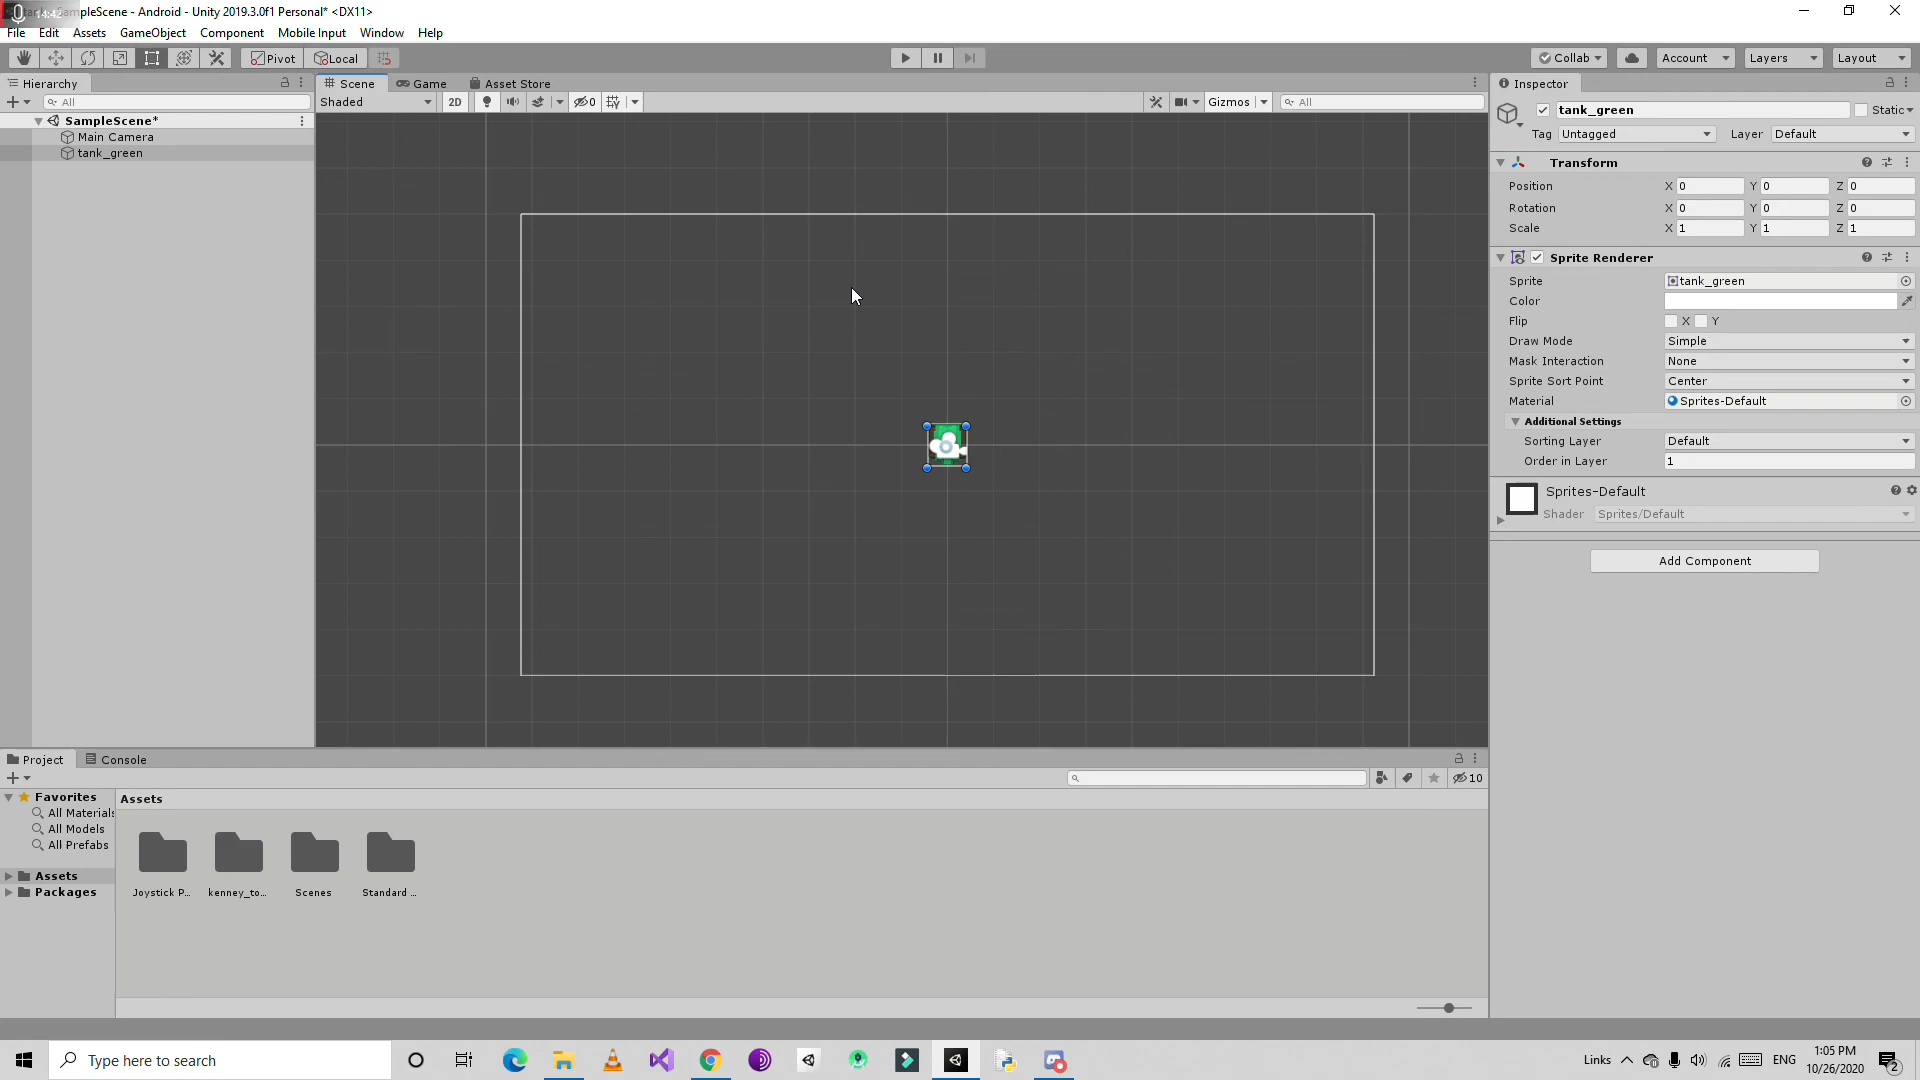 14:42
SampleScene - Android - Unity 2019.3.0f1 Personal* <DX11>
File Edit Assets GameObject Component Mobile Input Window Help
Pivot Local Collab Account Layers Layout
Hierarchy
All
SampleScene*
Main Camera
tank_green
Scene Game Asset Store
Shaded 2D 0 Gizmos All
Inspector
tank_green Static
Tag Untagged Layer Default
Transform
Position X 0 Y 0 Z 0
Rotation X 0 Y 0 Z 0
Scale X 1 Y 1 Z 1
Sprite Renderer
Sprite tank_green
Color
Flip X Y
Draw Mode Simple
Mask Interaction None
Sprite Sort Point Center
Material Sprites-Default
Additional Settings
Sorting Layer Default
Order in Layer 1
Sprites-Default
Shader Sprites/Default
Add Component
Project Console
10
Favorites
All Materials
All Models
All Prefabs
Assets
Packages
Assets
Joystick P... kenney_to... Scenes Standard ...
Type here to search
Links ENG 1:05 PM
10/26/2020
2